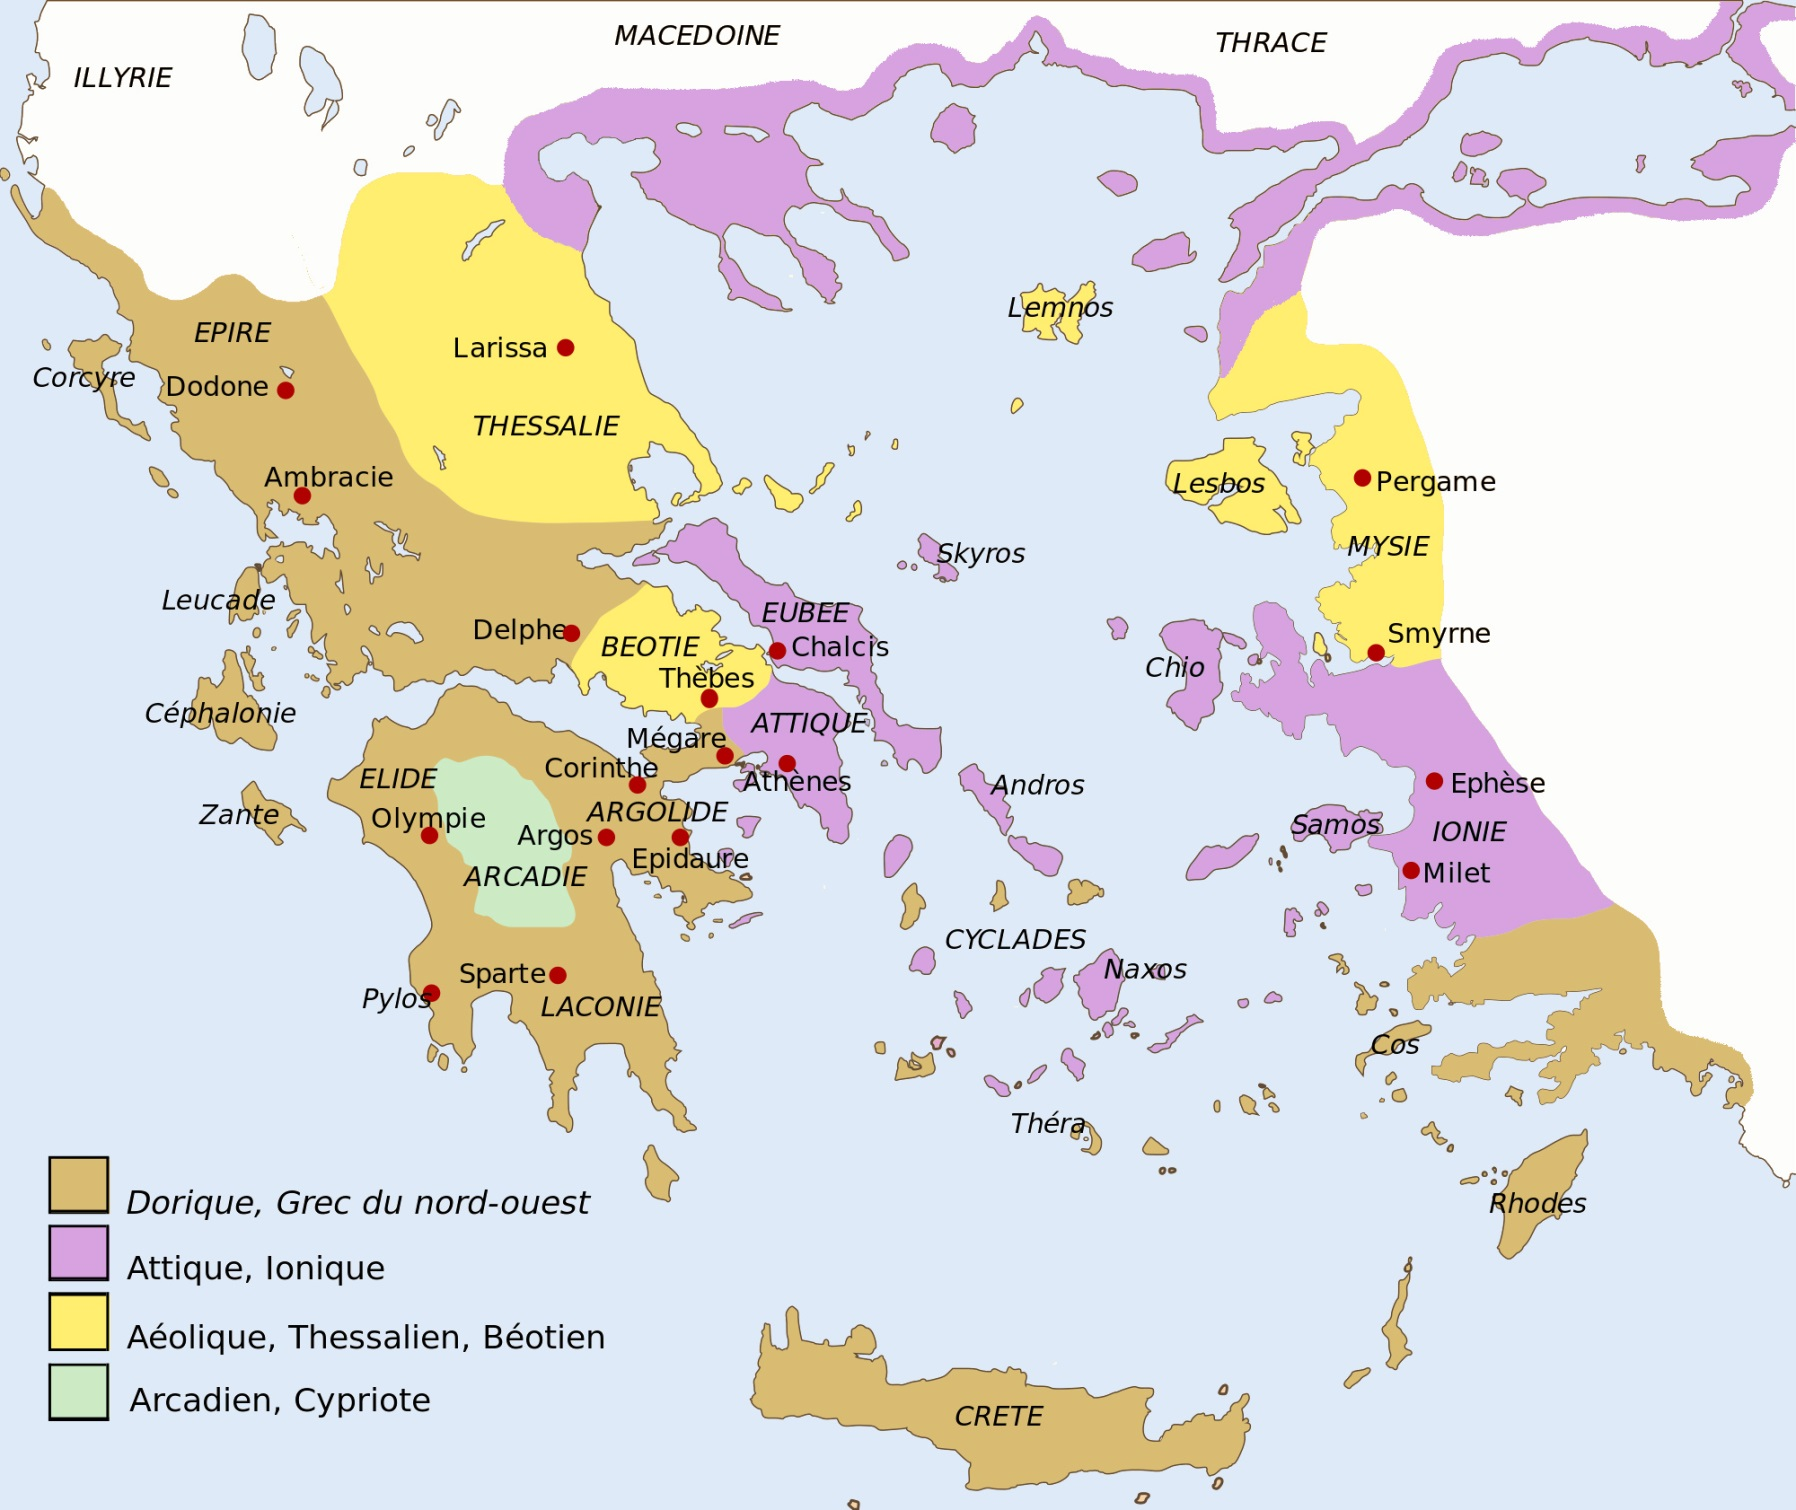 MACEDOINE
THRACE
ILLYRIE
Lemnos
EPIRE
Larissa
Corcyre
Dodone
THESSALIE
Ambracie
Lesbos
Pergame
MYSIE
Skyros
Leucade
EUBEE
Delphe
BEOTIE
Chalcis
Smyrne
Chio
Thèbes
Céphalonie
ATTIQUE
Mégare
Corinthe
ELIDE
Athènes
Andros
Ephèse
Zante
Olympie
ARGOLIDE
Argos
Samos
IONIE
Epidaure
ARCADIE
Milet
CYCLADES
Naxos
Sparte
Pylos
LACONIE
Cos
Théra
Rhodes
Dorique, Grec du nord-ouest
Attique, Ionique
Aéolique, Thessalien, Béotien
Arcadien, Cypriote
CRETE